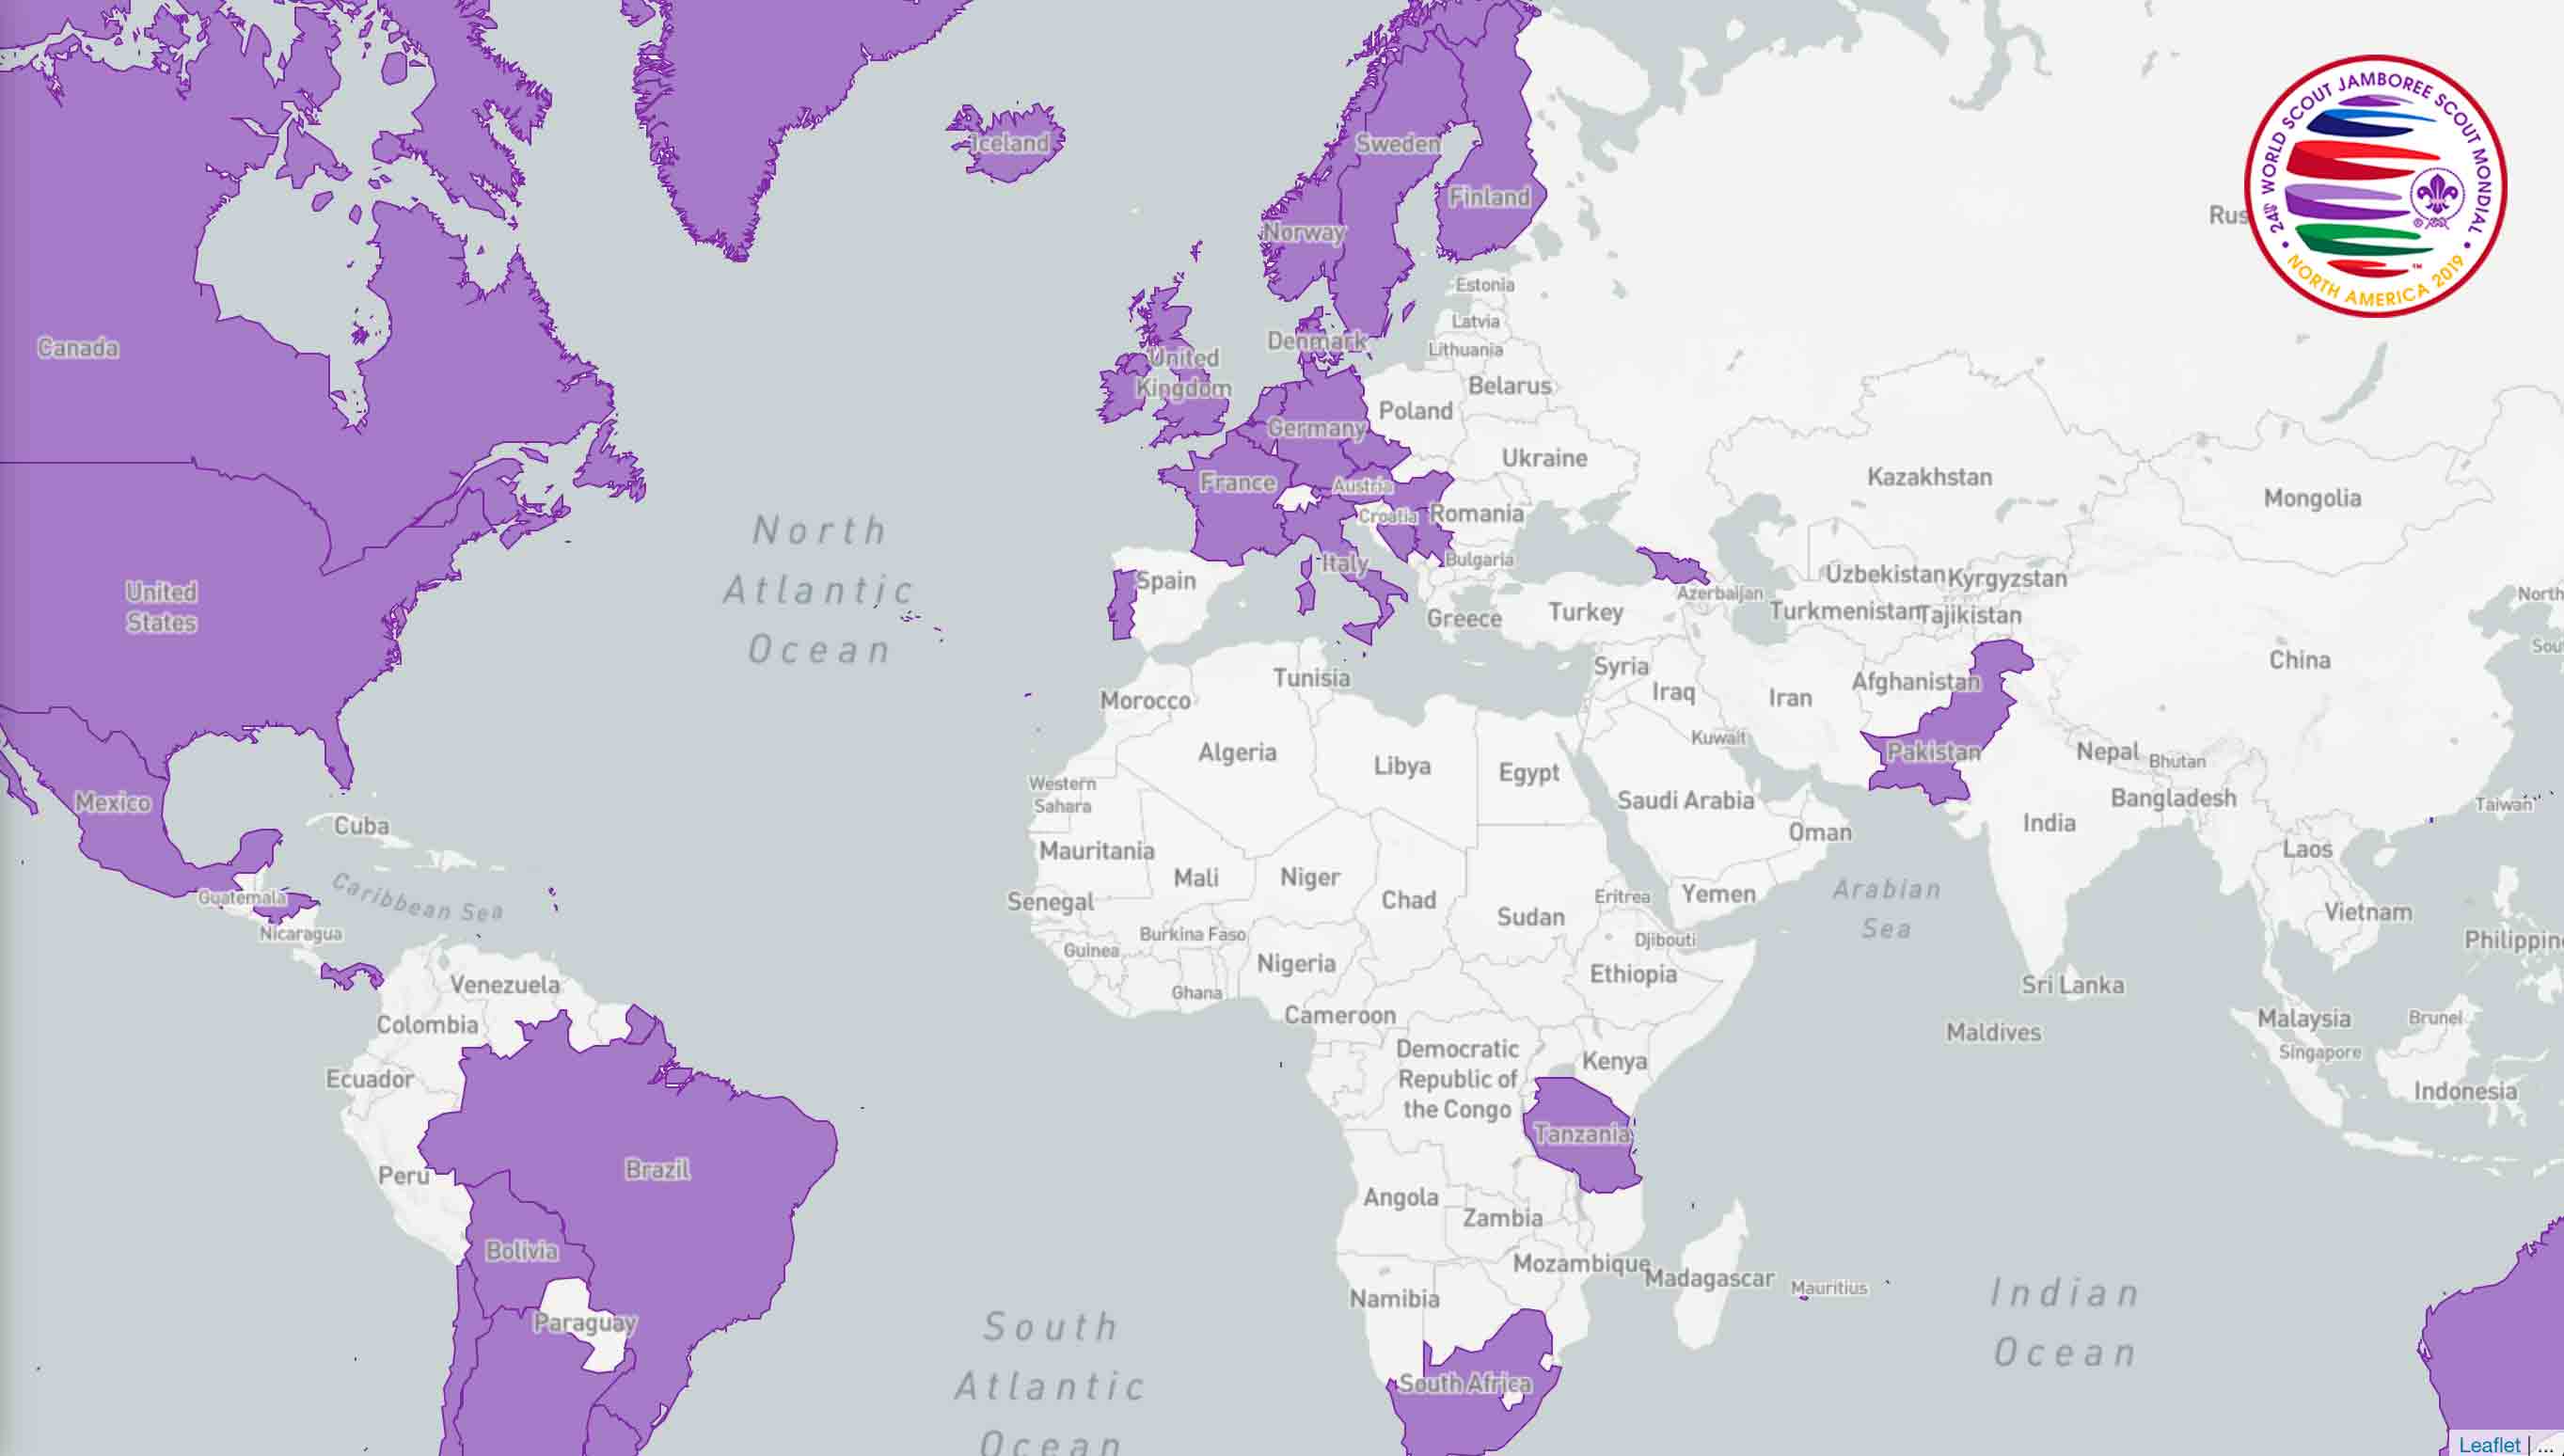 24th WORLD SCOUT JAMBOREE SCOUT MONDIAL
NORTH AMERICA 2019
Iceland
Sweden
Finland
Norway
Rus
Estonia
Latvia
Denmark
Lithuania
Canada
United
Kingdom
Belarus
Poland
Germany
Ukraine
France
Austria
Kazakhstan
Mongolia
Croatia
Romania
North
Atlantic
Ocean
Italy
Bulgaria
Spain
Uzbekistan
Kyrgyzstan
United
States
Azerbaijan
Turkmenistan
Tajikistan
Greece
Turkey
North
Sou
China
Syria
Tunisia
Iraq
Iran
Afghanistan
Morocco
Kuwait
Algeria
Libya
Egypt
Pakistan
Nepal
Bhutan
Western
Sahara
Saudi Arabia
Bangladesh
Taiwan
Mexico
Cuba
India
Oman
Mauritania
Laos
Mali
Niger
Caribbean Sea
Guatemala
Senegal
Chad
Eritrea
Yemen
Arabian
Sea
Sudan
Vietnam
Nicaragua
Burkina Faso
Guinea
Djibouti
Philippin
Nigeria
Ethiopia
Venezuela
Ghana
Sri Lanka
Colombia
Cameroon
Malaysia
Brunei
Maldives
Singapore
Democratic
Republic of
the Congo
Kenya
Ecuador
Indonesia
Tanzania
Peru
Brazil
Angola
Zambia
Bolivia
Mozambique
Madagascar
Mauritius
Namibia
Indian
Ocean
Paraguay
South
Atlantic
Ocean
South Africa
Leaflet | ...